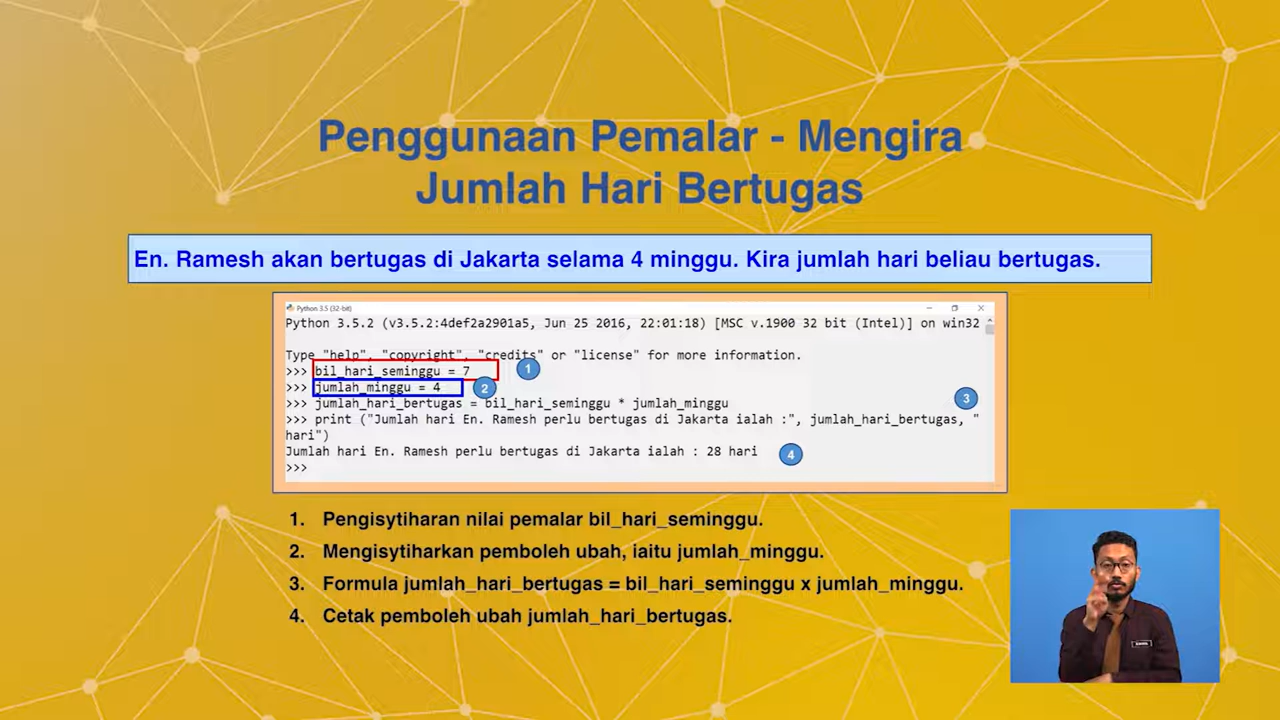 Penggunaan Pemalar - Mengira
Jumlah Hari Bertugas
En. Ramesh akan bertugas di Jakarta selama 4 minggu. Kira jumlah hari beliau bertugas.
Python 3.5 (32-bit)
Python 3.5.2 (v3.5.2:4def2a2901a5, Jun 25 2016, 22:01:18) [MSC v.1900 32 bit (Intel)] on win32
Type "help", "copyright", "credits" or "license" for more information.
>>> bil_hari_seminggu = 7 1
>>> jumlah_minggu = 4 2
>>> jumlah_hari_bertugas = bil_hari_seminggu * jumlah_minggu 3
>>> print ("Jumlah hari En. Ramesh perlu bertugas di Jakarta ialah :", jumlah_hari_bertugas, "
hari")
Jumlah hari En. Ramesh perlu bertugas di Jakarta ialah : 28 hari 4
>>>
1. Pengisytiharan nilai pemalar bil_hari_seminggu.
2. Mengisytiharkan pemboleh ubah, iaitu jumlah_minggu.
3. Formula jumlah_hari_bertugas = bil_hari_seminggu x jumlah_minggu.
4. Cetak pemboleh ubah jumlah_hari_bertugas.